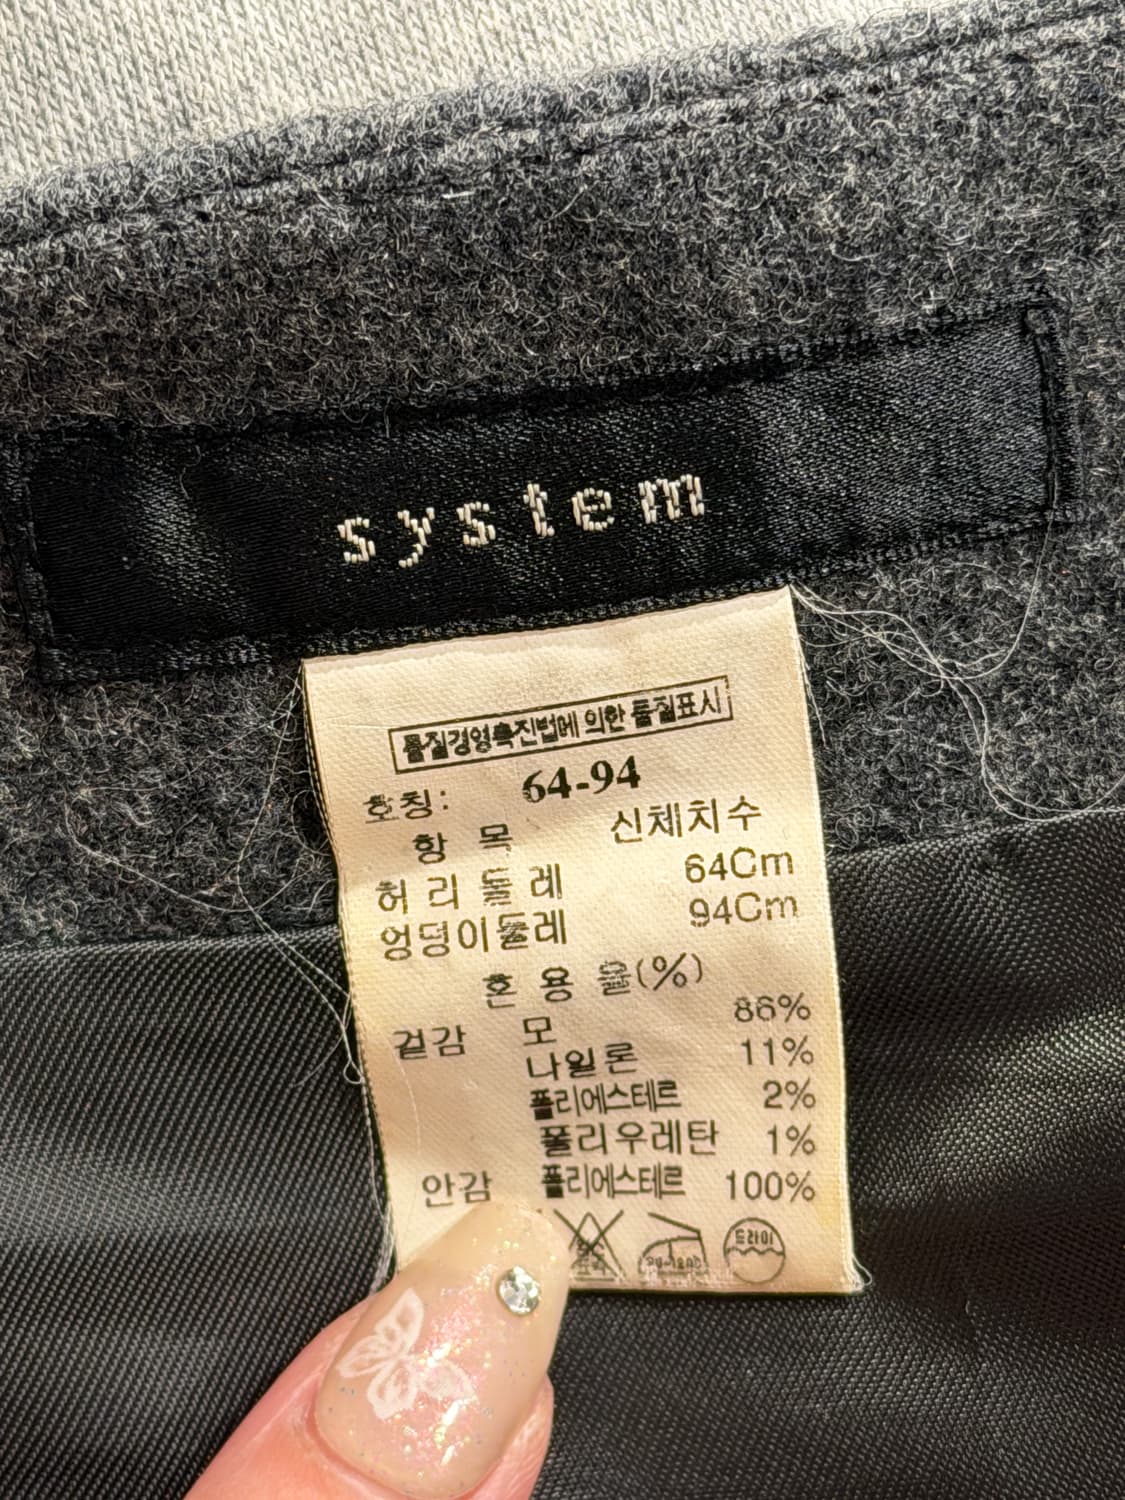 system
품질경영촉진법에 의한 품질표시
호칭: 64-94
항 목 신체치수
허 리 둘 레 64Cm
엉덩이둘레 94Cm
혼 용 율(%)
겉감 모 86%
나일론 11%
폴리에스테르 2%
폴리우레탄 1%
안감 폴리에스테르 100%
드라이